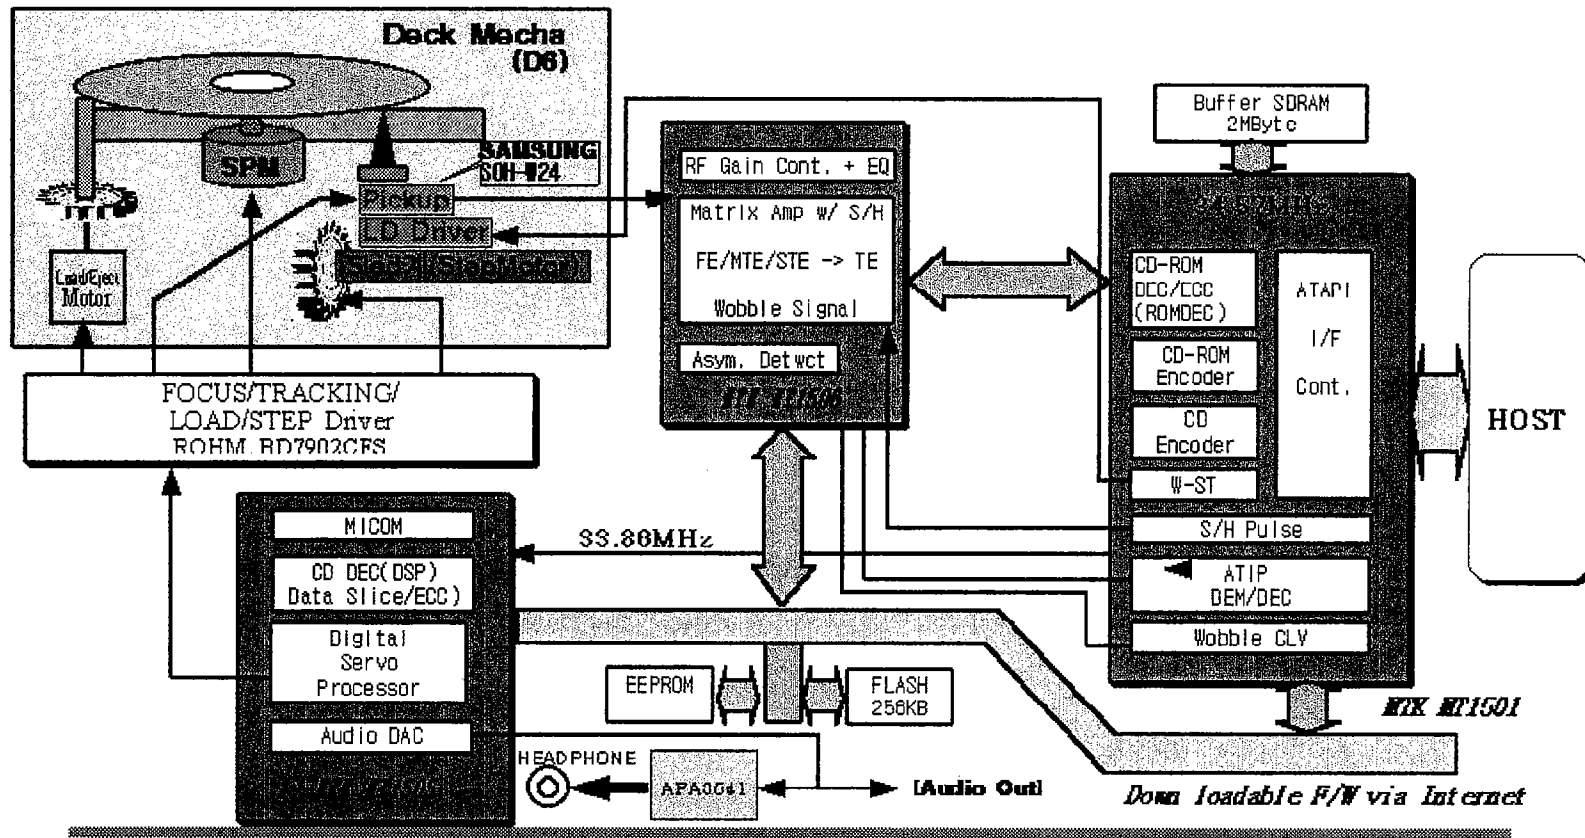 Deck Mecha
(D6)
SPM
SAMSUNG
SOH-W24
Pickup
LD Driver
Load/Eject
Motor
FOCUS/TRACKING/
LOAD/STEP Driver
ROHM BD7902CFS
RF Gain Cont. + EQ
Matrix Amp w/ S/H
FE/MTE/STE -> TE
Wobble Signal
Asym. Detwct
Buffer SDRAM
2MByte
CD-ROM
DEC/ECC
(ROMDEC)
CD-ROM
Encoder
CD
Encoder
W-ST
ATAPI
I/F
Cont.
S/H Pulse
ATIP
DEM/DEC
Wobble CLV
HOST
MICOM
CD DEC(DSP)
Data Slice/ECC)
Digital
Servo
Processor
Audio DAC
33.86MHz
EEPROM
FLASH
256KB
HEADPHONE
[Audio Out]
MTK MT1501
Down loadable F/W via Internet